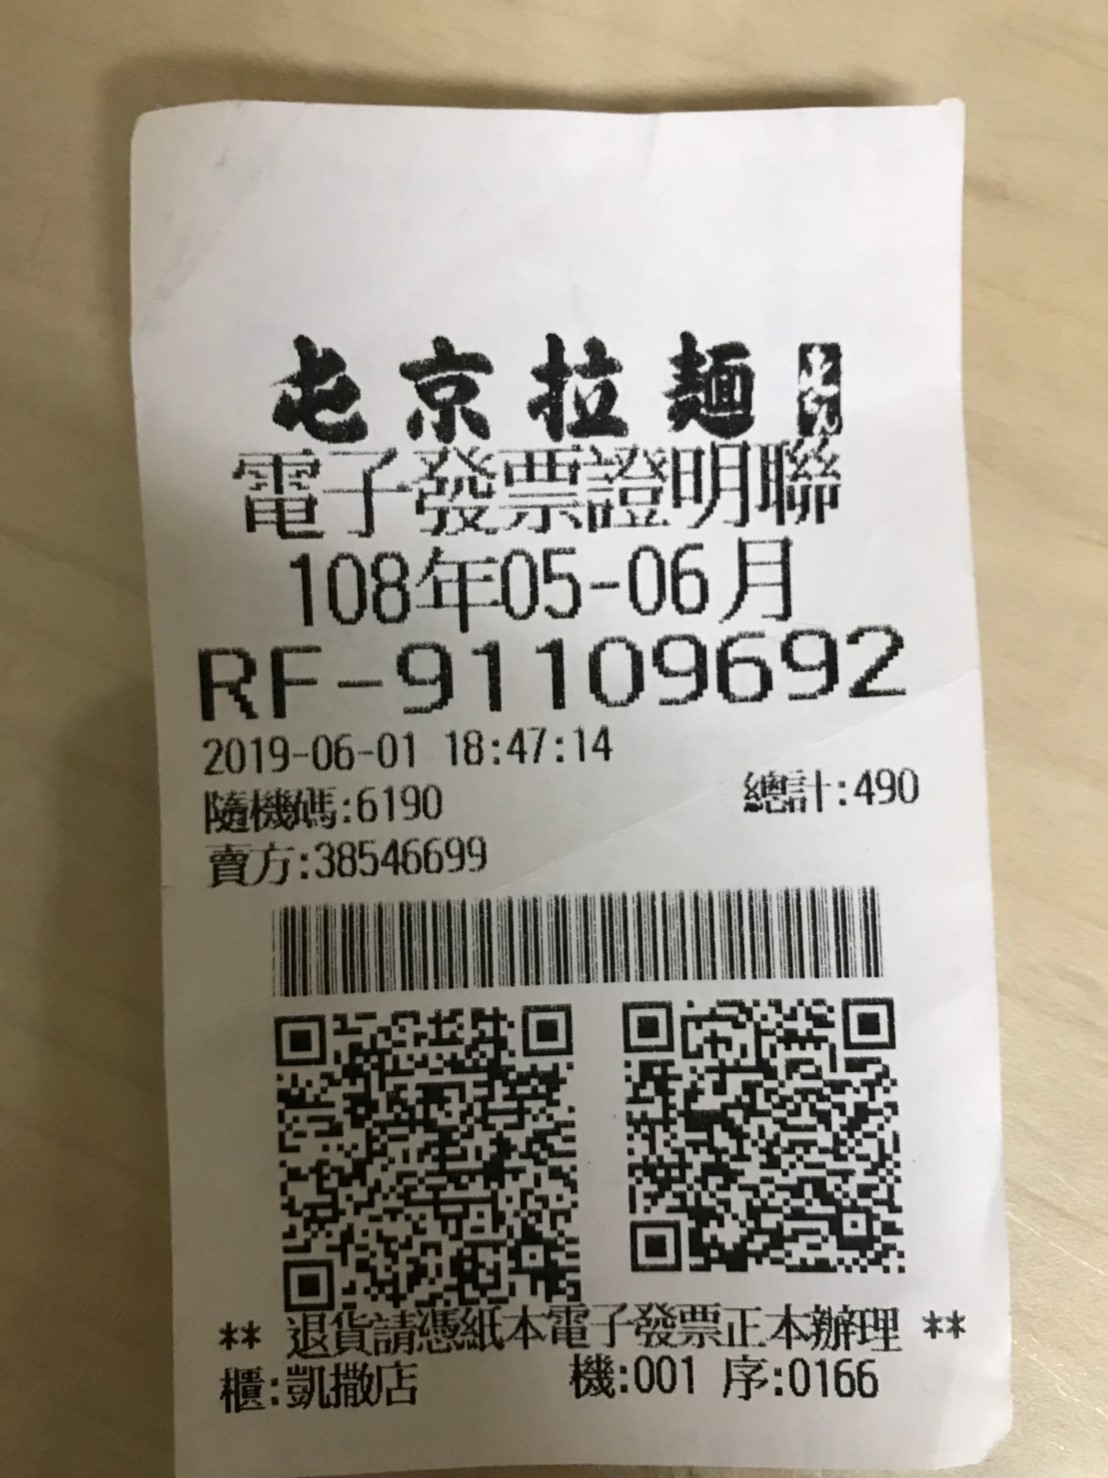 屯京拉麵
電子發票證明聯
108年05-06月
RF-91109692
2019-06-01 18:47:14
隨機碼:6190 總計:490
賣方:38546699
** 退貨請憑紙本電子發票正本辦理 **
櫃:凱撒店 機:001 序:0166